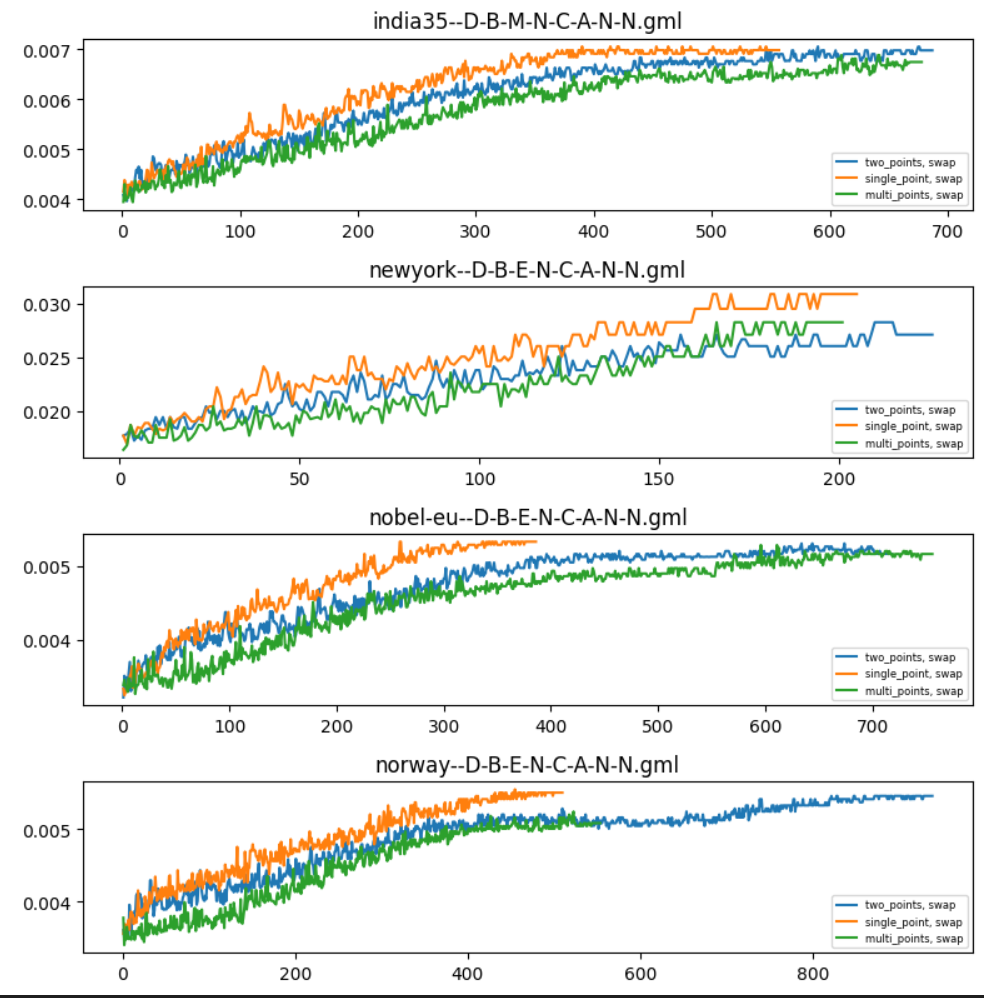 india35--D-B-M-N-C-A-N-N.gml
0.007
0.006
0.005
0.004
two_points, swap
single_point, swap
multi_points, swap
0 100 200 300 400 500 600 700
newyork--D-B-E-N-C-A-N-N.gml
0.030
0.025
0.020
two_points, swap
single_point, swap
multi_points, swap
0 50 100 150 200
nobel-eu--D-B-E-N-C-A-N-N.gml
0.005
0.004
two_points, swap
single_point, swap
multi_points, swap
0 100 200 300 400 500 600 700
norway--D-B-E-N-C-A-N-N.gml
0.005
0.004
two_points, swap
single_point, swap
multi_points, swap
0 200 400 600 800